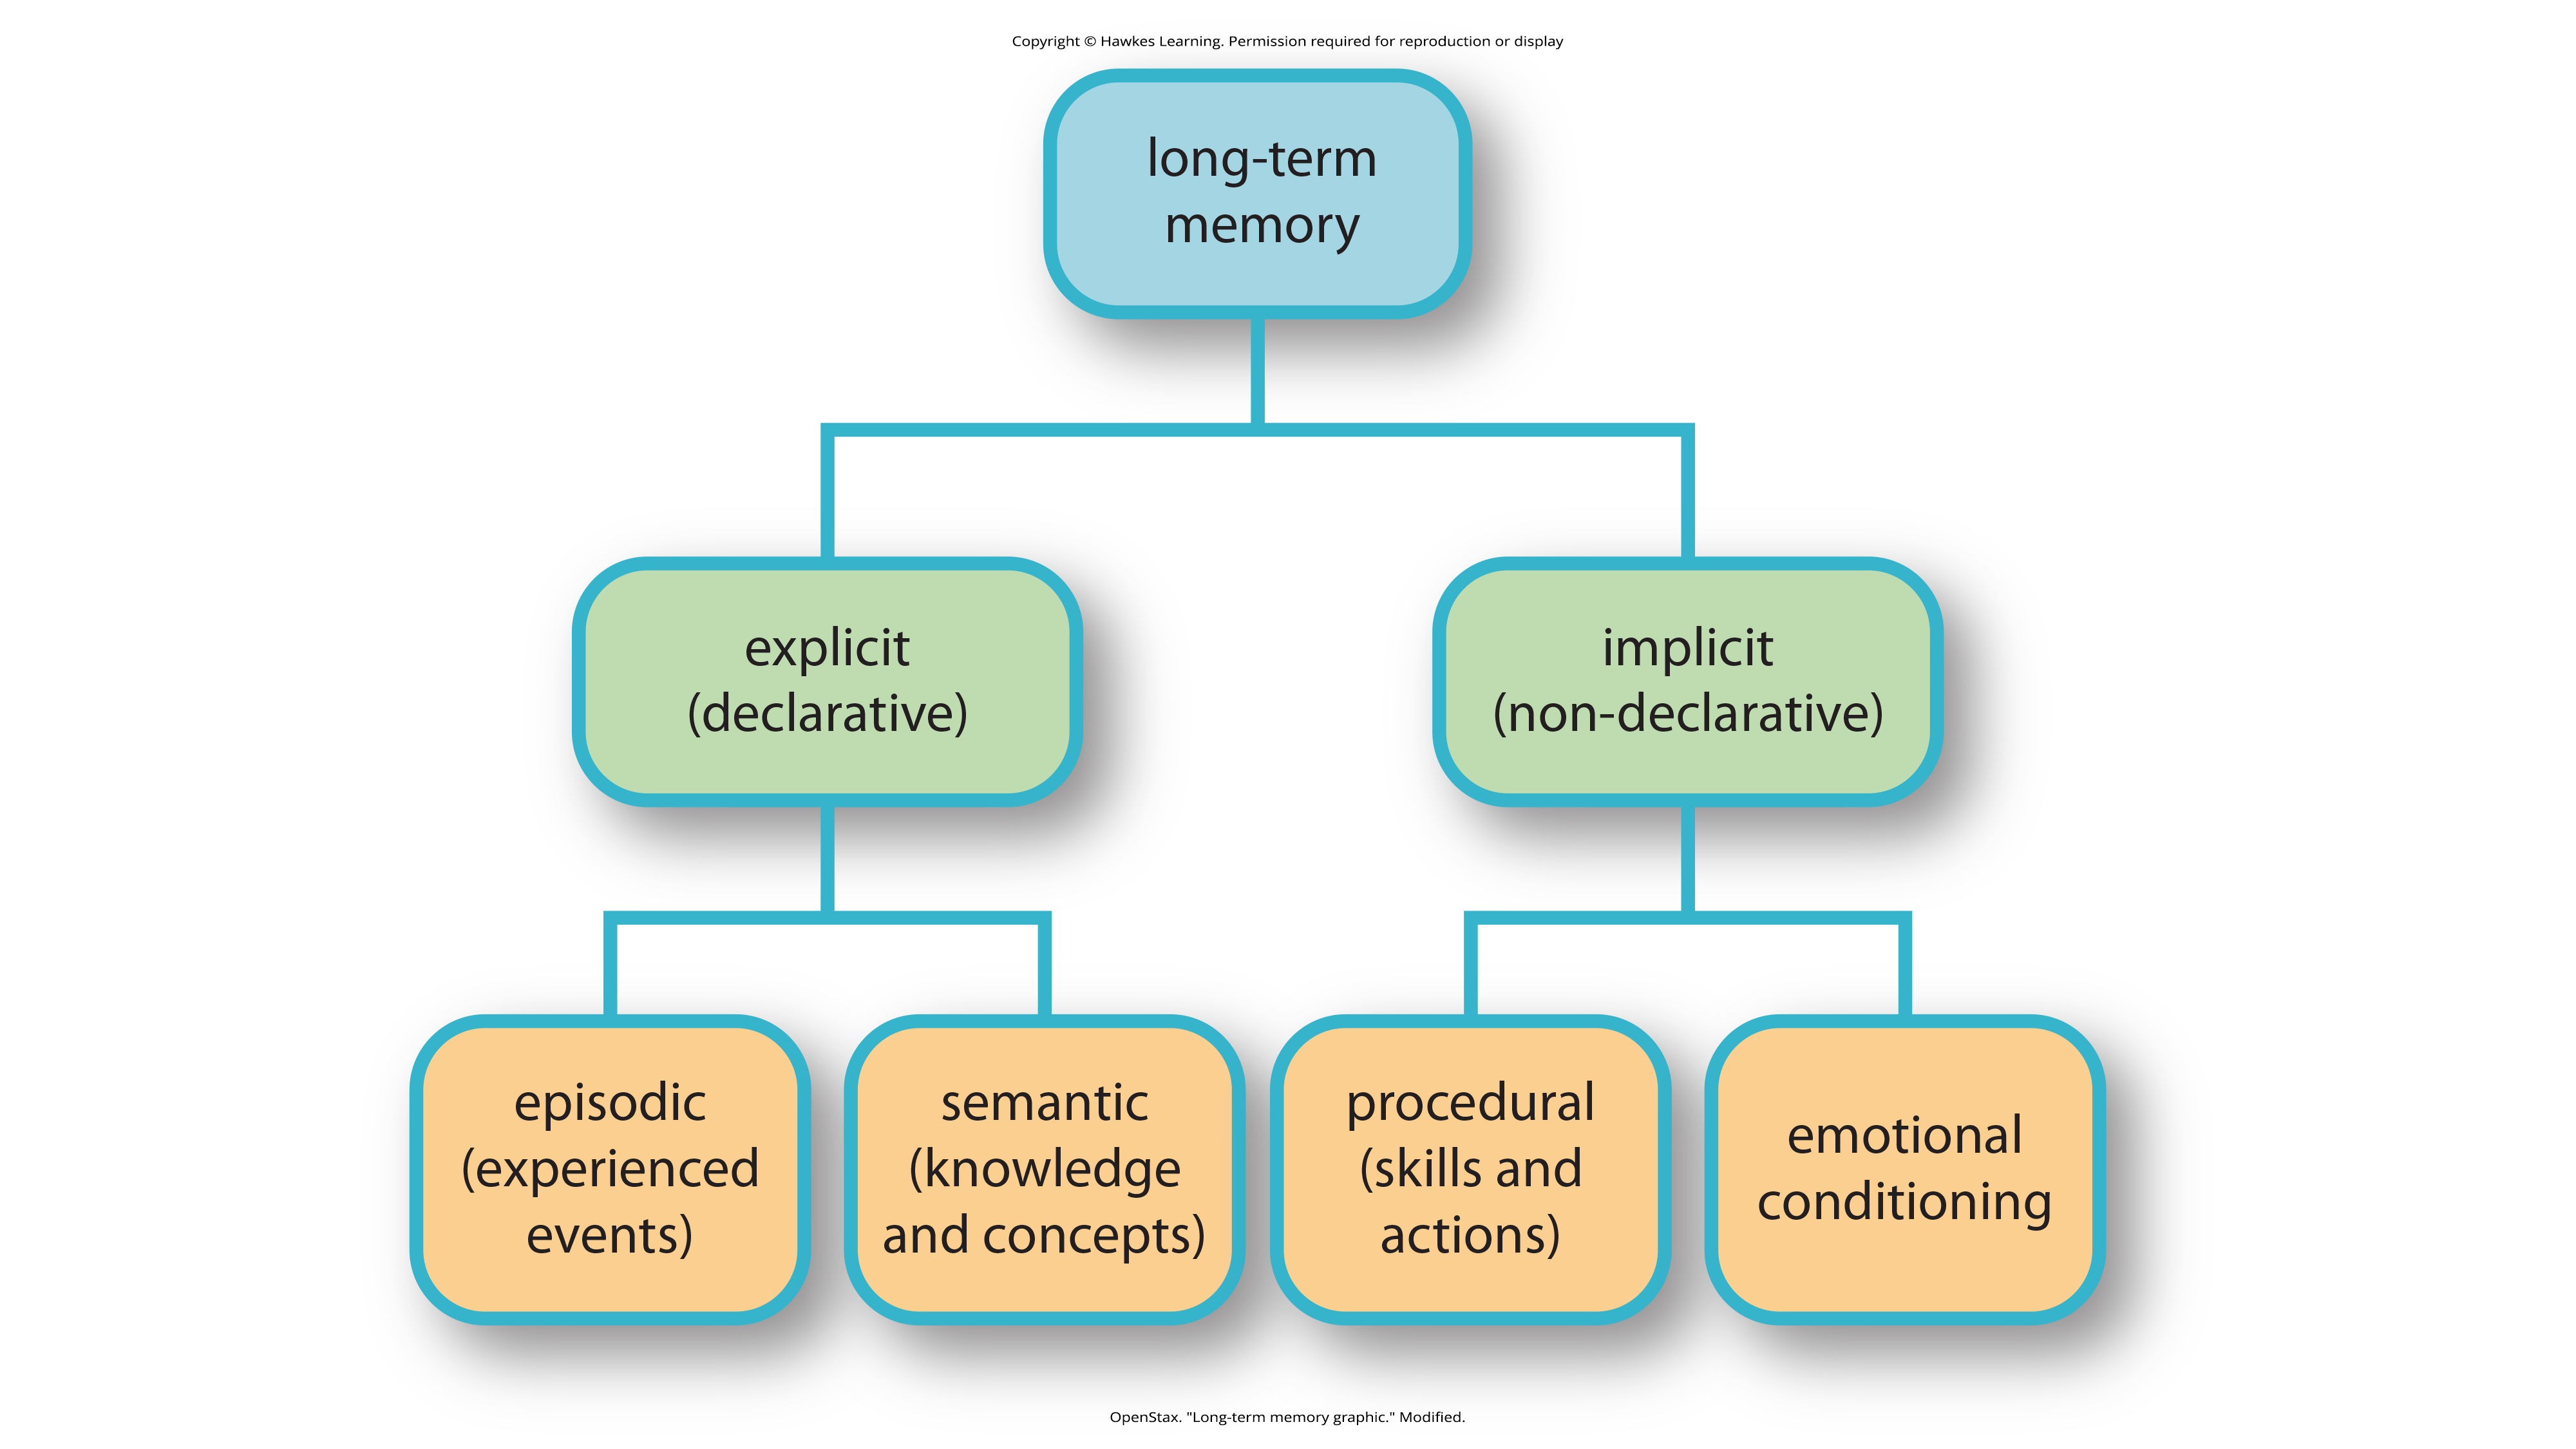 Copyright © Hawkes Learning. Permission required for reproduction or display
long-term
memory
explicit
(declarative)
implicit
(non-declarative)
episodic
(experienced
events)
semantic
(knowledge
and concepts)
procedural
(skills and
actions)
emotional
conditioning
OpenStax. "Long-term memory graphic." Modified.